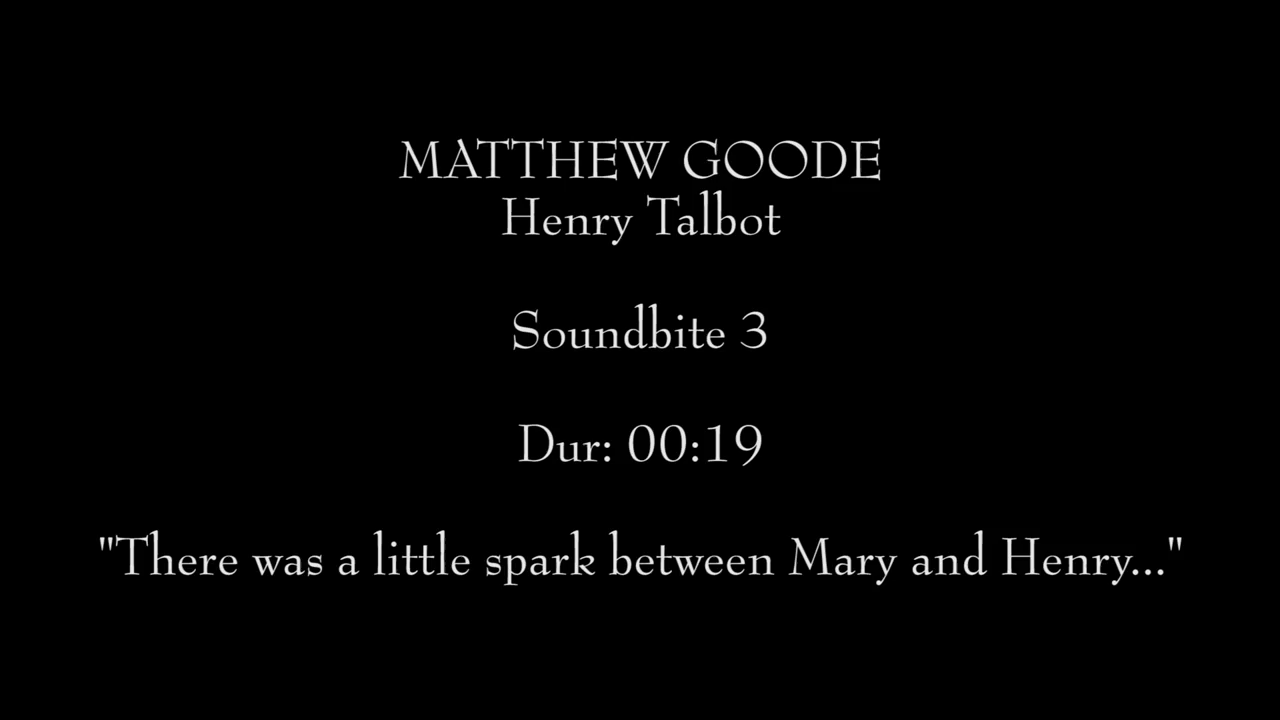 MATTHEW GOODE
Henry Talbot
Soundbite 3
Dur: 00:19
"There was a little spark between Mary and Henry..."